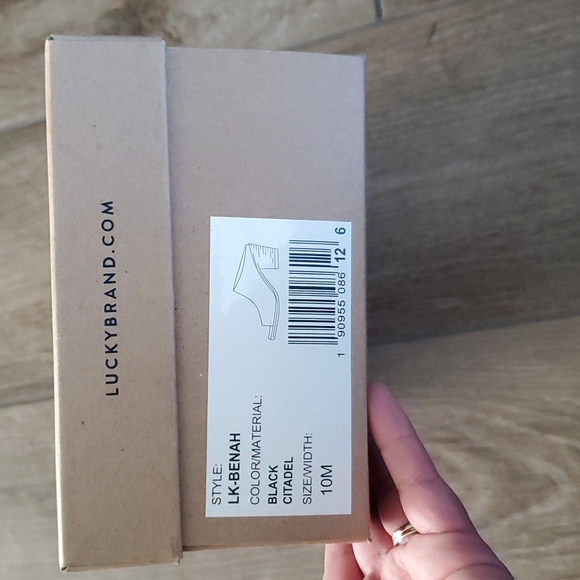 LUCKYBRAND.COM
STYLE:
LK-BENAH
COLOR/MATERIAL:
BLACK
CITADEL
SIZE/WIDTH:
10M
1 90955 086 12 6